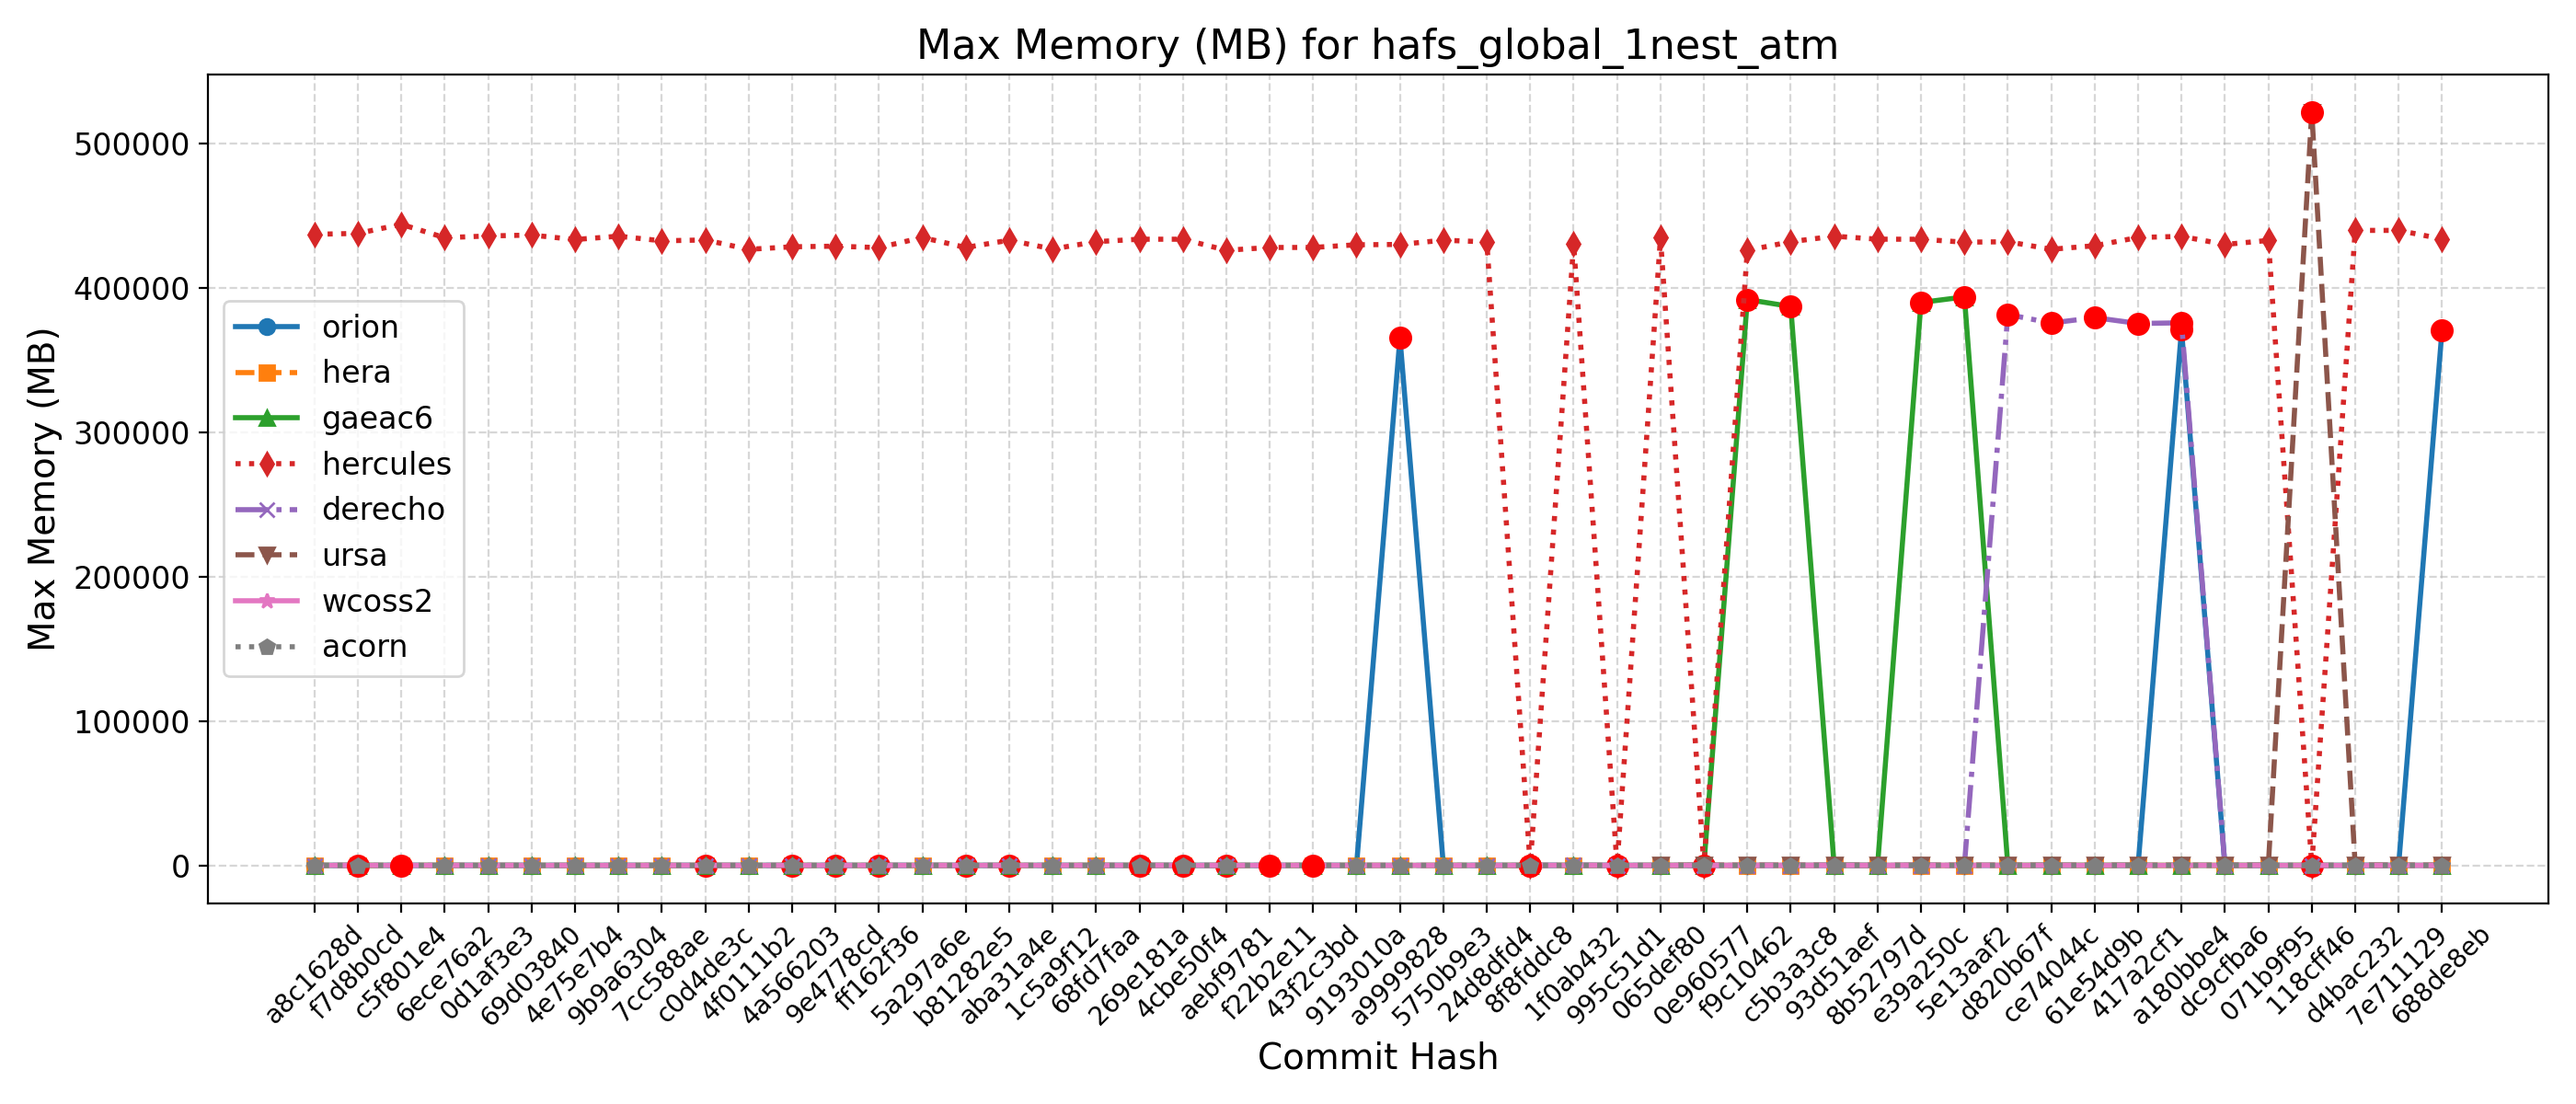 Max Memory (MB) for hafs_global_1nest_atm
Max Memory (MB)
500000
400000
300000
200000
100000
0
orion
hera
gaeac6
hercules
derecho
ursa
wcoss2
acorn
a8c1628d
f7d8b0cd
c5f801e4
6ece76a2
0d1af3e3
69d03840
4e75e7b4
9b9a6304
7cc588ae
c0d4de3c
4f0111b2
4a566203
9e4778cd
ff162f36
5a297a6e
b81282e5
aba31a4e
1c5a9f12
68fd7faa
269e181a
4cbe50f4
aebf9781
f22b2e11
43f2c3bd
9193010a
a9999828
5750b9e3
24d8dfd4
8f8fddc8
1f0ab432
995c51d1
065def80
0e960577
f9c10462
c5b3a3c8
93d51aef
8b52797d
e39a250c
5e13aaf2
d820b67f
ce74044c
61e54d9b
417a2cf1
a180bbe4
dc9cfba6
071b9f95
118cff46
d4bac232
7e711129
688de8eb
Commit Hash